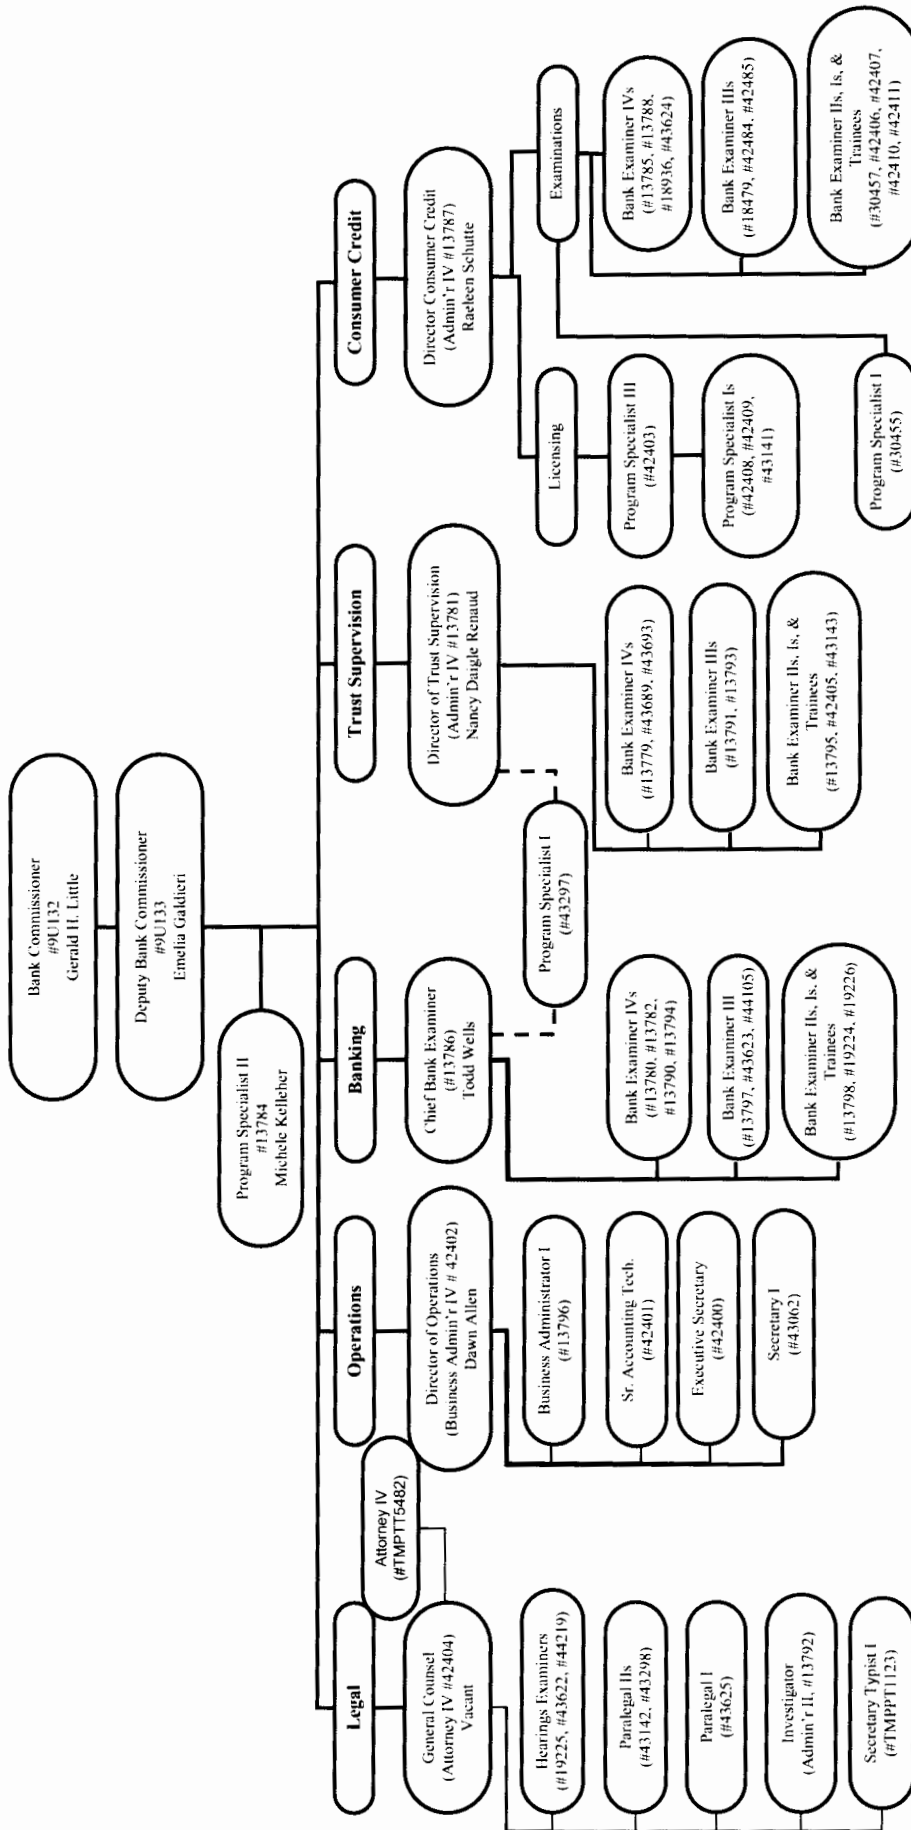 Bank Commissioner
#9U132
Gerald H. Little
Deputy Bank Commissioner
#9U133
Emelia Galdieri
Program Specialist II
#13784
Michele Kelleher
Legal
General Counsel
(Attorney IV #42404)
Vacant
Attorney IV
(#TMPTT5482)
Hearings Examiners
(#19225, #43622, #44219)
Paralegal IIs
(#43142, #43298)
Paralegal I
(#43625)
Investigator
(Admin'r II, #13792)
Secretary Typist I
(#TMPPT1123)
Operations
Director of Operations
(Business Admin'r IV # 42402)
Dawn Allen
Business Administrator I
(#13796)
Sr. Accounting Tech.
(#42401)
Executive Secretary
(#42400)
Secretary I
(#43062)
Banking
Chief Bank Examiner
(#13786)
Todd Wells
Program Specialist I
(#43297)
Bank Examiner IVs
(#13780, #13782,
#13790, #13794)
Bank Examiner III
(#13797, #43623, #44105)
Bank Examiner IIs, Is, &
Trainees
(#13798, #19224, #19226)
Trust Supervision
Director of Trust Supervision
(Admin'r IV #13781)
Nancy Daigle Renaud
Bank Examiner IVs
(#13779, #43689, #43693)
Bank Examiner IIIs
(#13791, #13793)
Bank Examiner IIs, Is, &
Trainees
(#13795, #42405, #43143)
Consumer Credit
Director Consumer Credit
(Admin'r IV #13787)
Raeleen Schutte
Licensing
Program Specialist III
(#42403)
Program Specialist Is
(#42408, #42409,
#43141)
Program Specialist I
(#30455)
Examinations
Bank Examiner IVs
(#13785, #13788,
#18936, #43624)
Bank Examiner IIIs
(#18479, #42484, #42485)
Bank Examiner IIs, Is, &
Trainees
(#30457, #42406, #42407,
#42410, #42411)